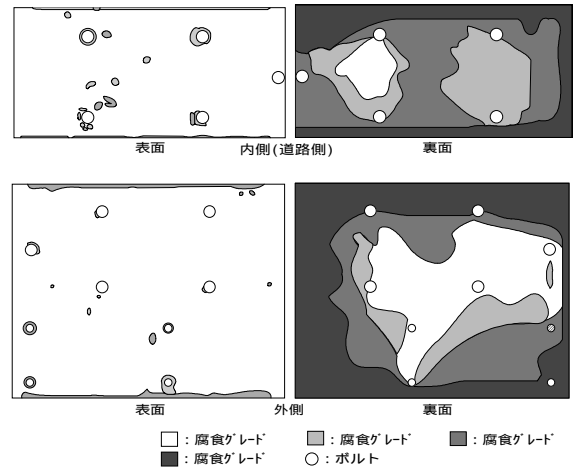 表面 内側(道路側) 裏面
表面 外側 裏面
：腐食ｸﾞﾚｰﾄﾞ ：腐食ｸﾞﾚｰﾄﾞ ：腐食ｸﾞﾚｰﾄﾞ
：腐食ｸﾞﾚｰﾄﾞ ：ボルト